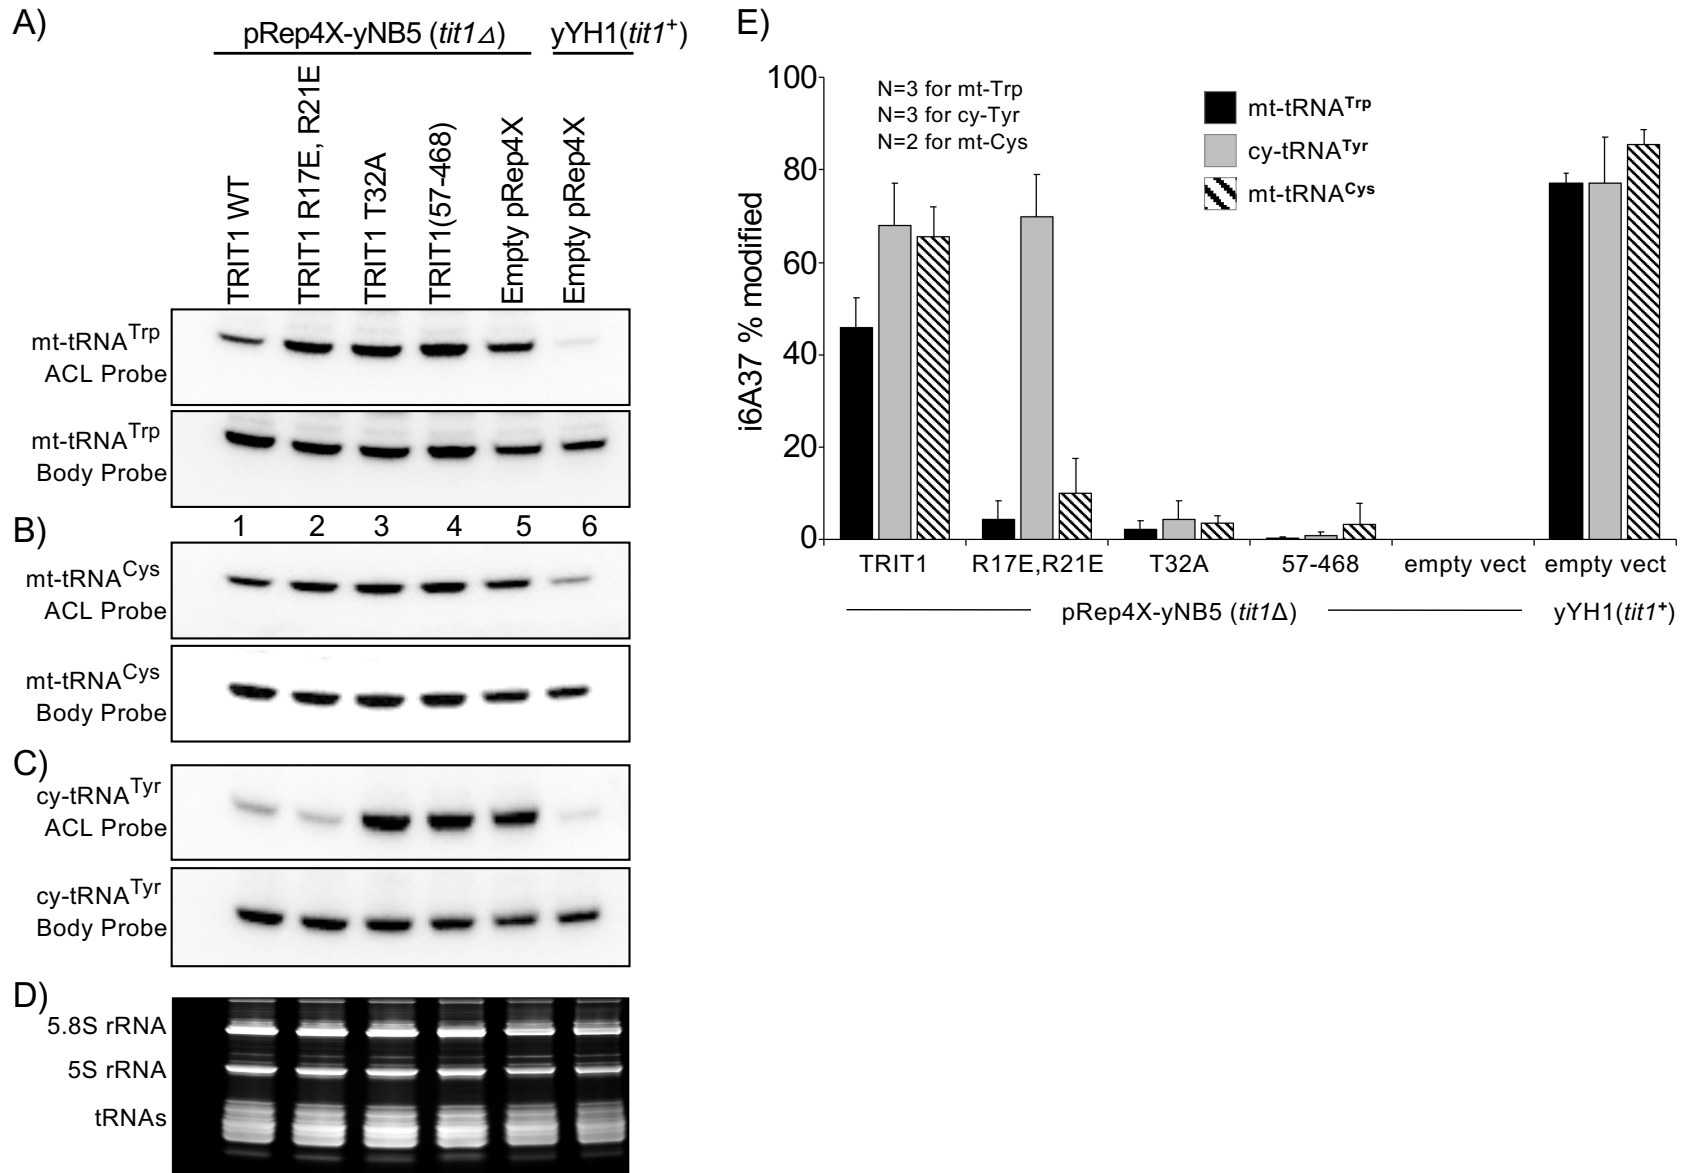 A)
pRep4X-yNB5 (tit1Δ)
yYH1(tit1⁺)
TRIT1 WT
TRIT1 R17E, R21E
TRIT1 T32A
TRIT1(57-468)
Empty pRep4X
Empty pRep4X
mt-tRNAᵀʳᵖ
ACL Probe
mt-tRNAᵀʳᵖ
Body Probe
1 2 3 4 5 6
B)
mt-tRNACys
ACL Probe
mt-tRNACys
Body Probe
C)
cy-tRNATyr
ACL Probe
cy-tRNATyr
Body Probe
D)
5.8S rRNA
5S rRNA
tRNAs
E)
i6A37 % modified
100
80
60
40
20
0
N=3 for mt-Trp
N=3 for cy-Tyr
N=2 for mt-Cys
mt-tRNATrp
cy-tRNATyr
mt-tRNACys
TRIT1 R17E,R21E T32A 57-468 empty vect empty vect
pRep4X-yNB5 (tit1Δ) yYH1(tit1⁺)